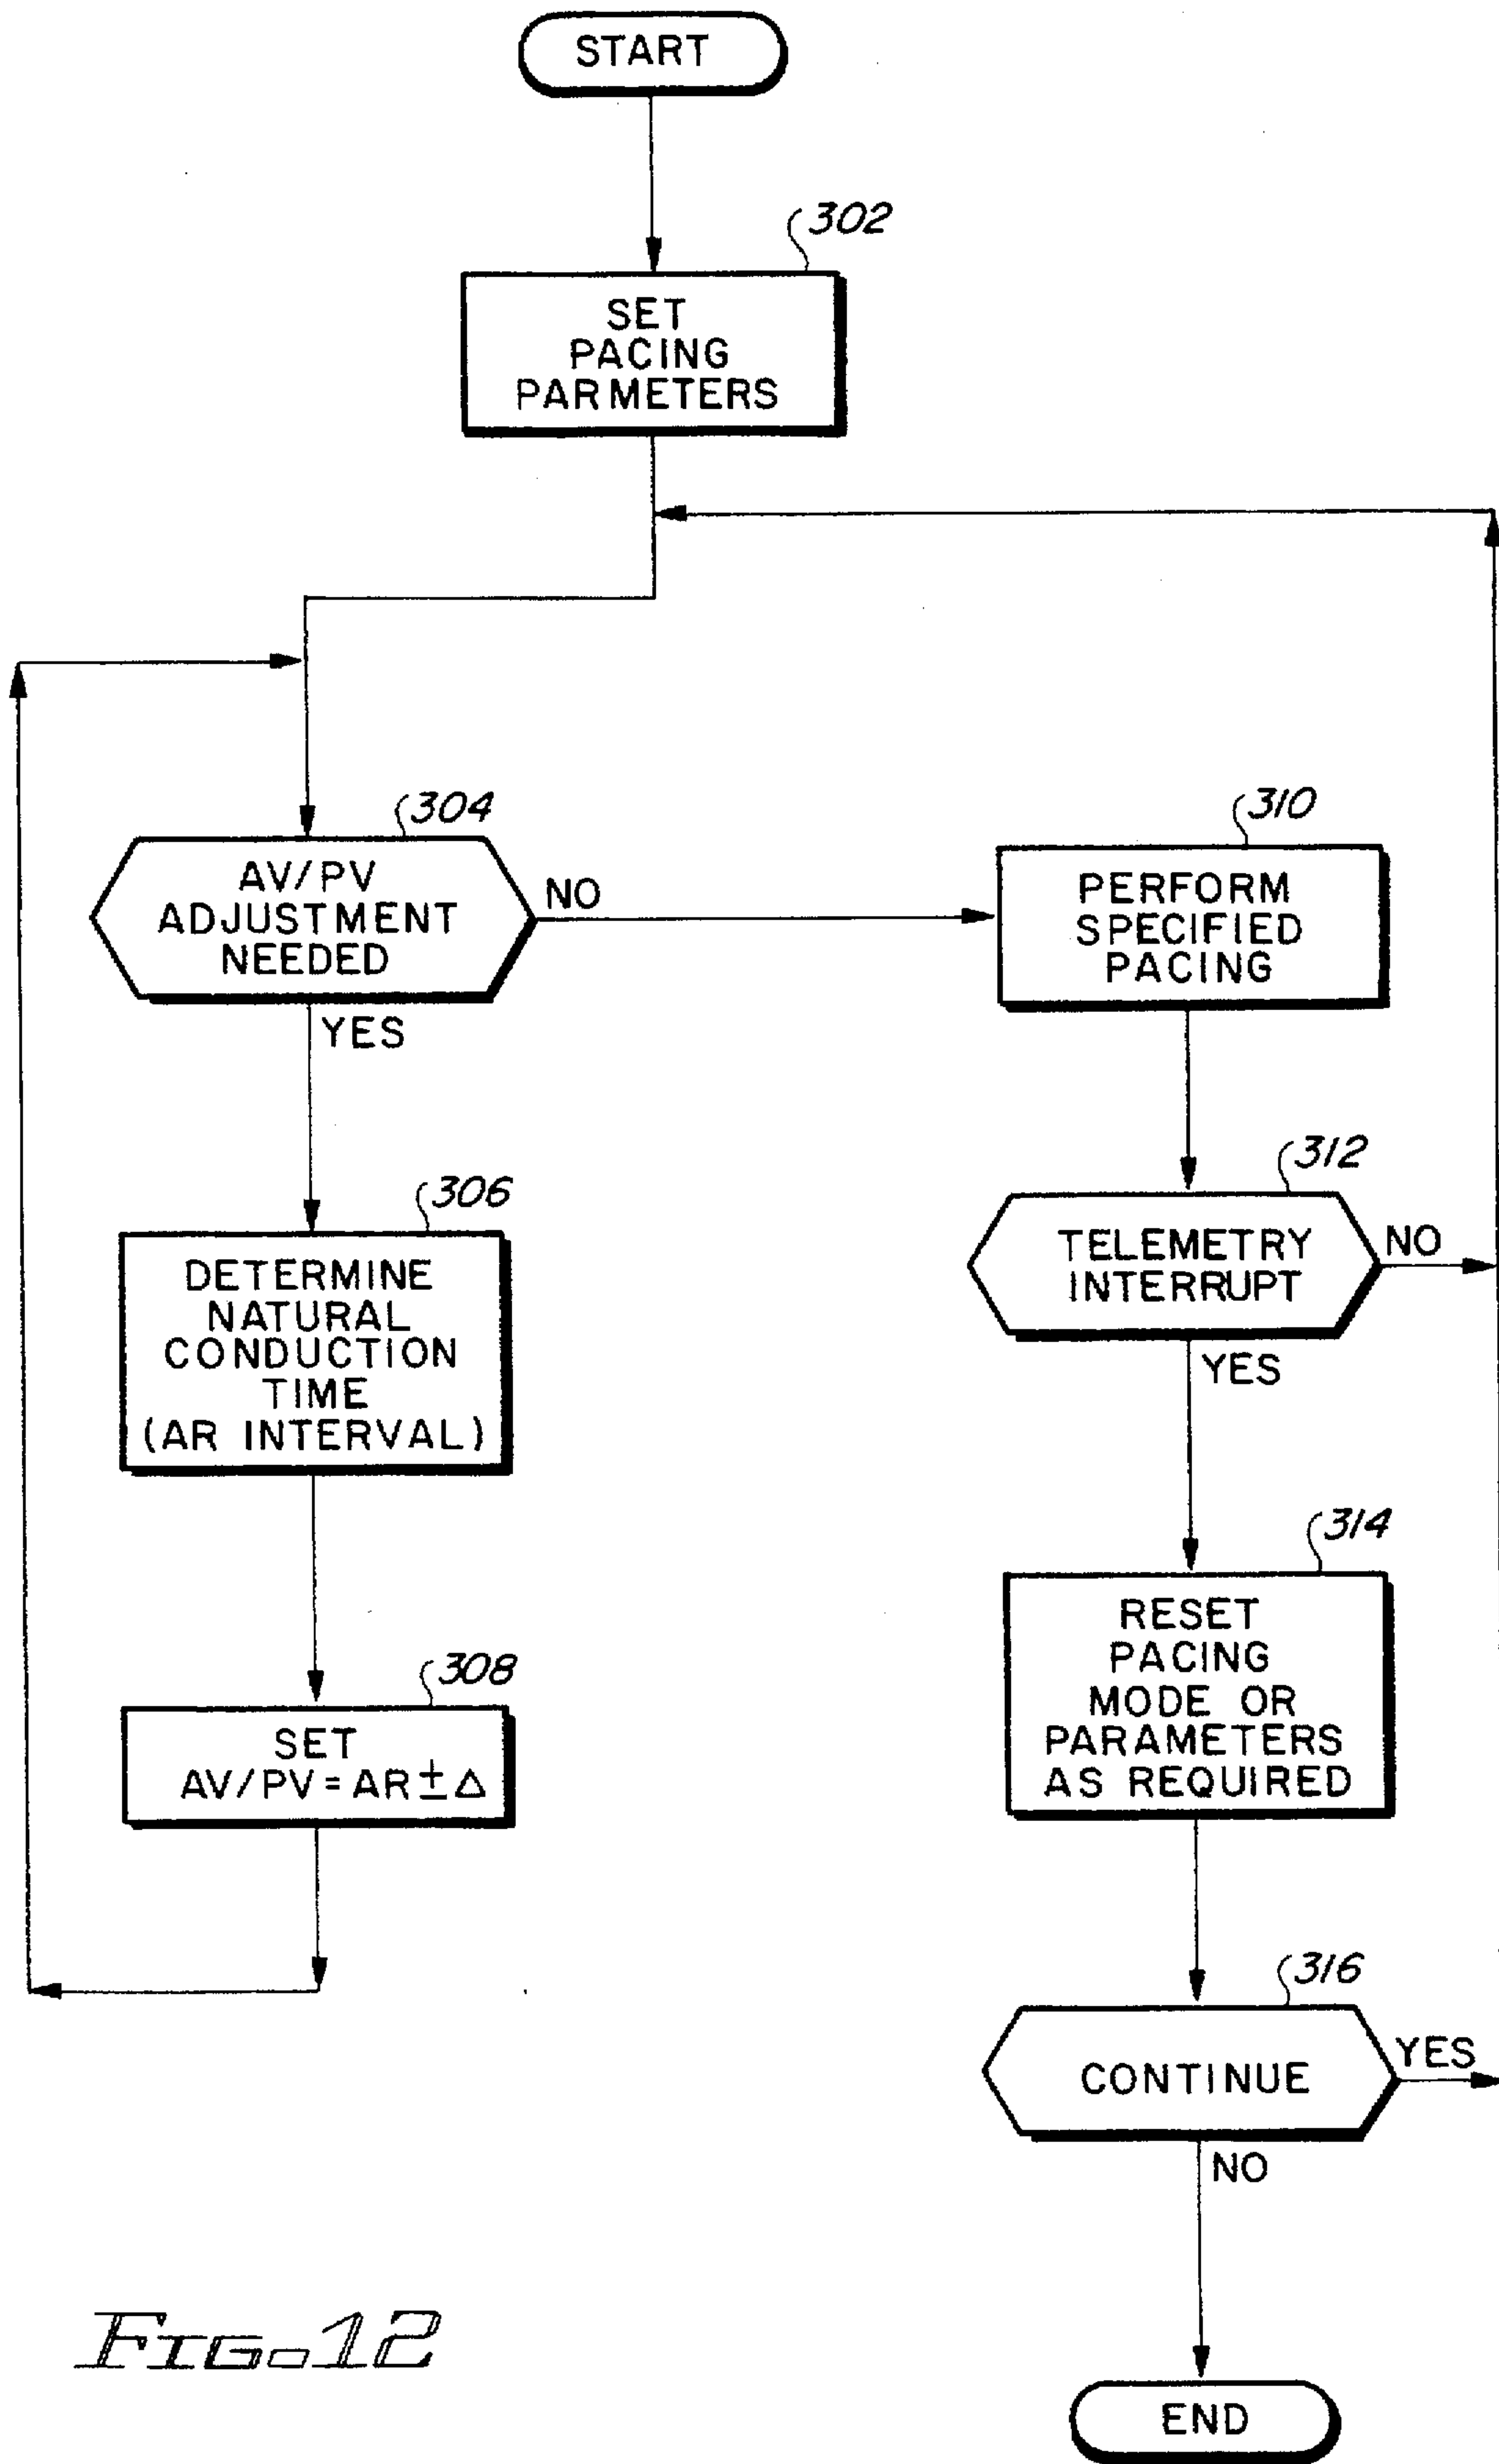 START
302
SET
PACING
PARMETERS
304
AV/PV
ADJUSTMENT
NEEDED
NO
YES
306
DETERMINE
NATURAL
CONDUCTION
TIME
(AR INTERVAL)
308
SET
AV/PV = AR ± Δ
310
PERFORM
SPECIFIED
PACING
312
TELEMETRY
INTERRUPT
NO
YES
314
RESET
PACING
MODE OR
PARAMETERS
AS REQUIRED
316
CONTINUE
YES
NO
END
FIG. 12